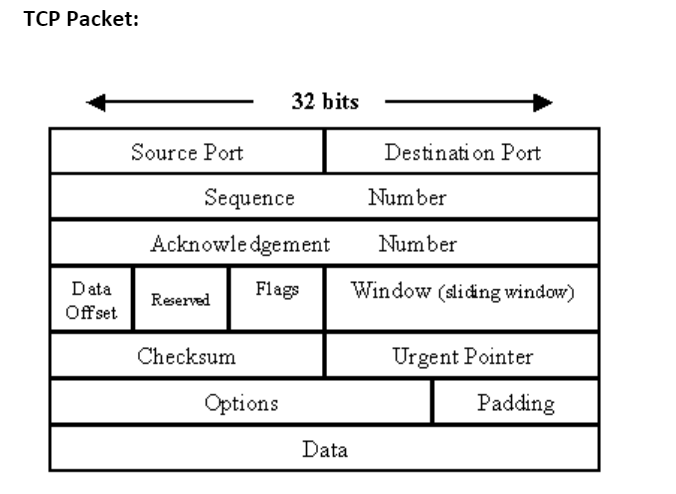 TCP Packet:
32 bits
Source Port
Destination Port
Sequence Number
Acknowledgement Number
Data
Offset
Reserved
Flags
Window (sliding window)
Checksum
Urgent Pointer
Options
Padding
Data